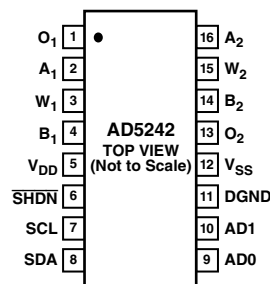 O1 1 16 A2
A1 2 15 W2
W1 3 14 B2
B1 4 AD5242 13 O2
TOP VIEW
VDD 5 (Not to Scale) 12 VSS
SHDN 6 11 DGND
SCL 7 10 AD1
SDA 8 9 AD0